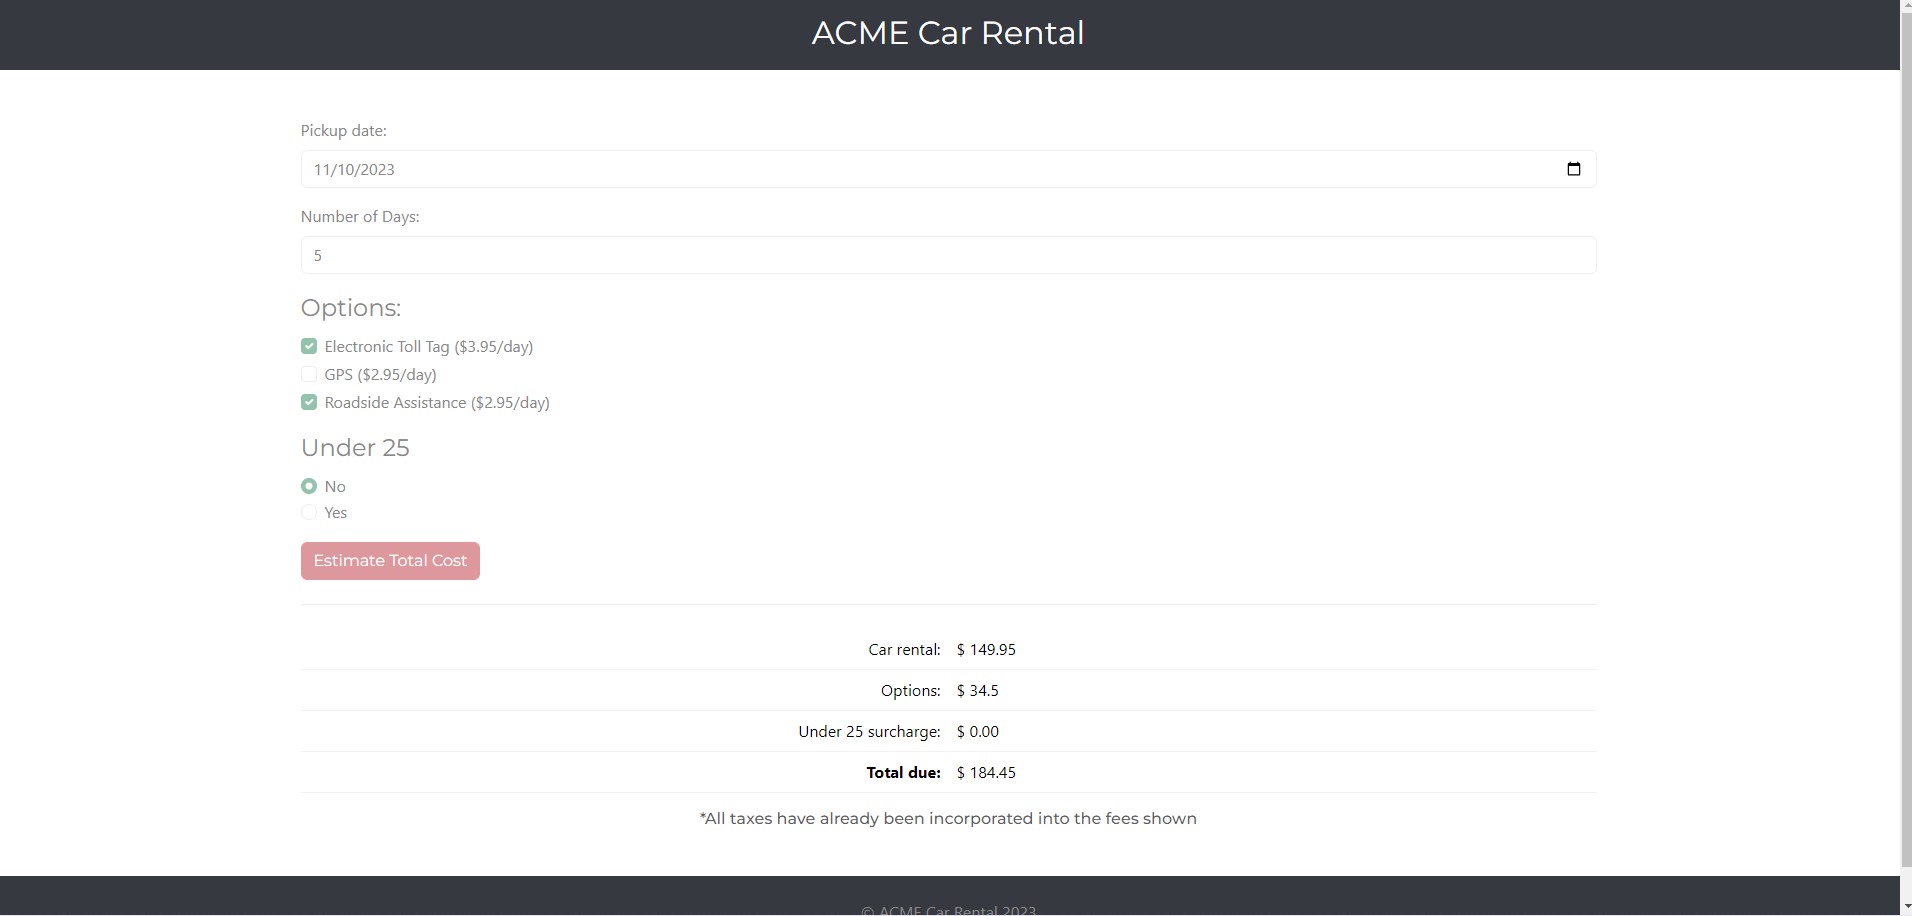 ACME Car Rental
Pickup date:
11/10/2023
Number of Days:
5
Options:
Electronic Toll Tag ($3.95/day)
GPS ($2.95/day)
Roadside Assistance ($2.95/day)
Under 25
No
Yes
Estimate Total Cost
Car rental: $ 149.95
Options: $ 34.5
Under 25 surcharge: $ 0.00
Total due: $ 184.45
*All taxes have already been incorporated into the fees shown
© ACME Car Rental 2023